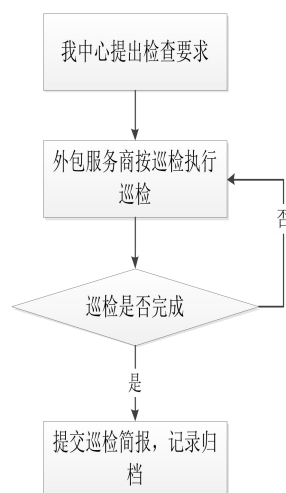 我中心提出检查要求
外包服务商按巡检执行
巡检
否
巡检是否完成
是
提交巡检简报，记录归
档